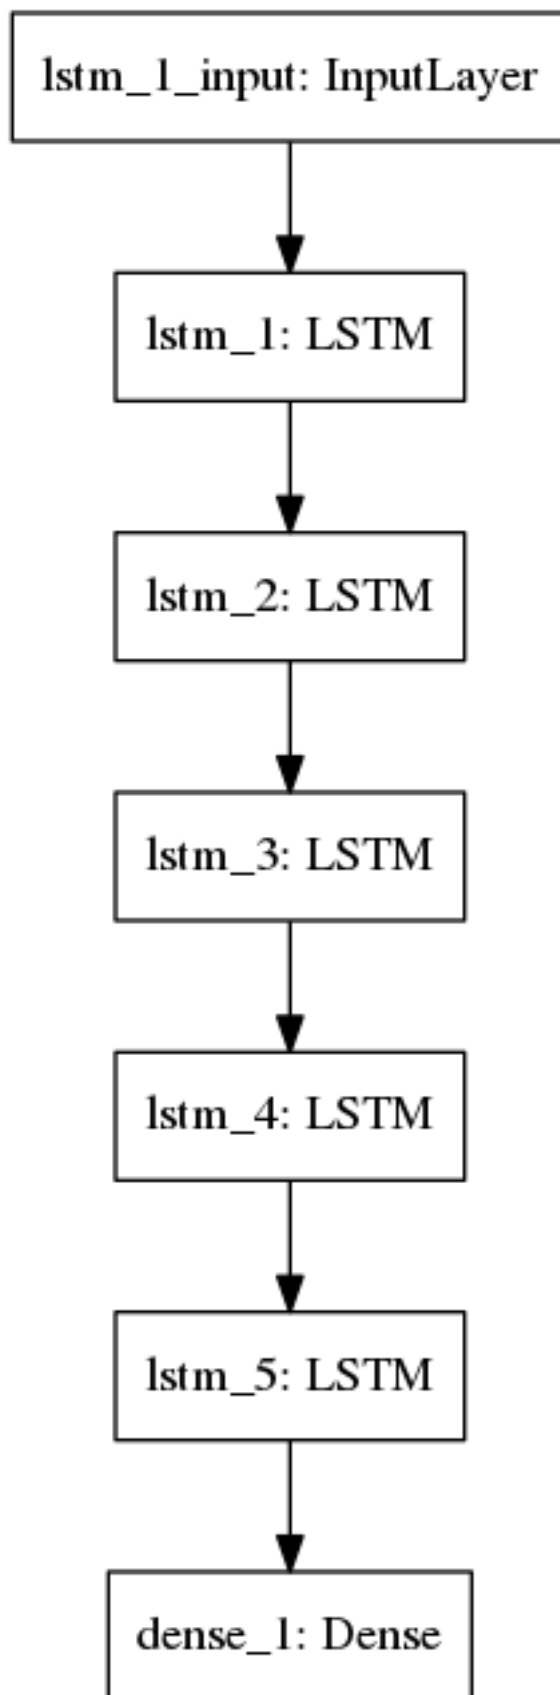 lstm_1_input: InputLayer
lstm_1: LSTM
lstm_2: LSTM
lstm_3: LSTM
lstm_4: LSTM
lstm_5: LSTM
dense_1: Dense